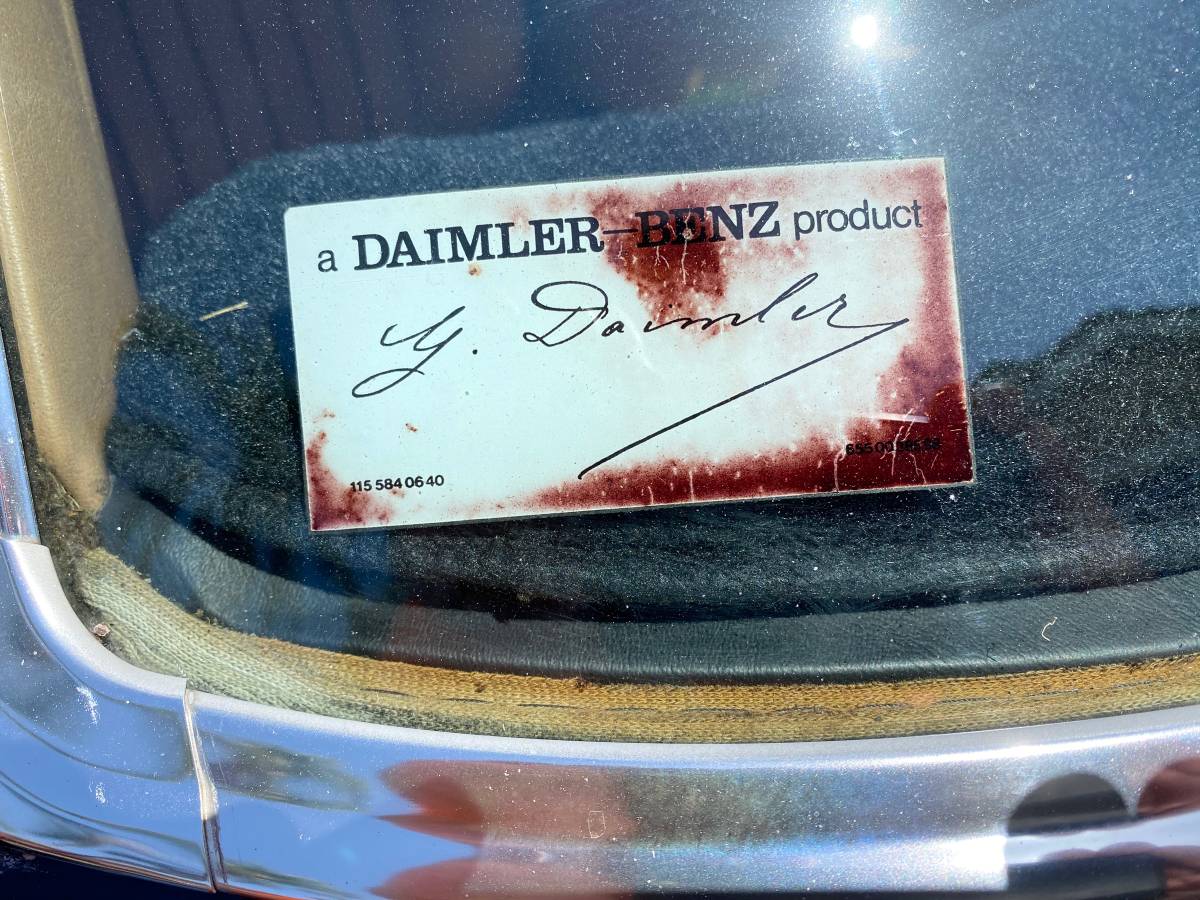 a DAIMLER-BENZ product
G. Daimler
115 584 06 40